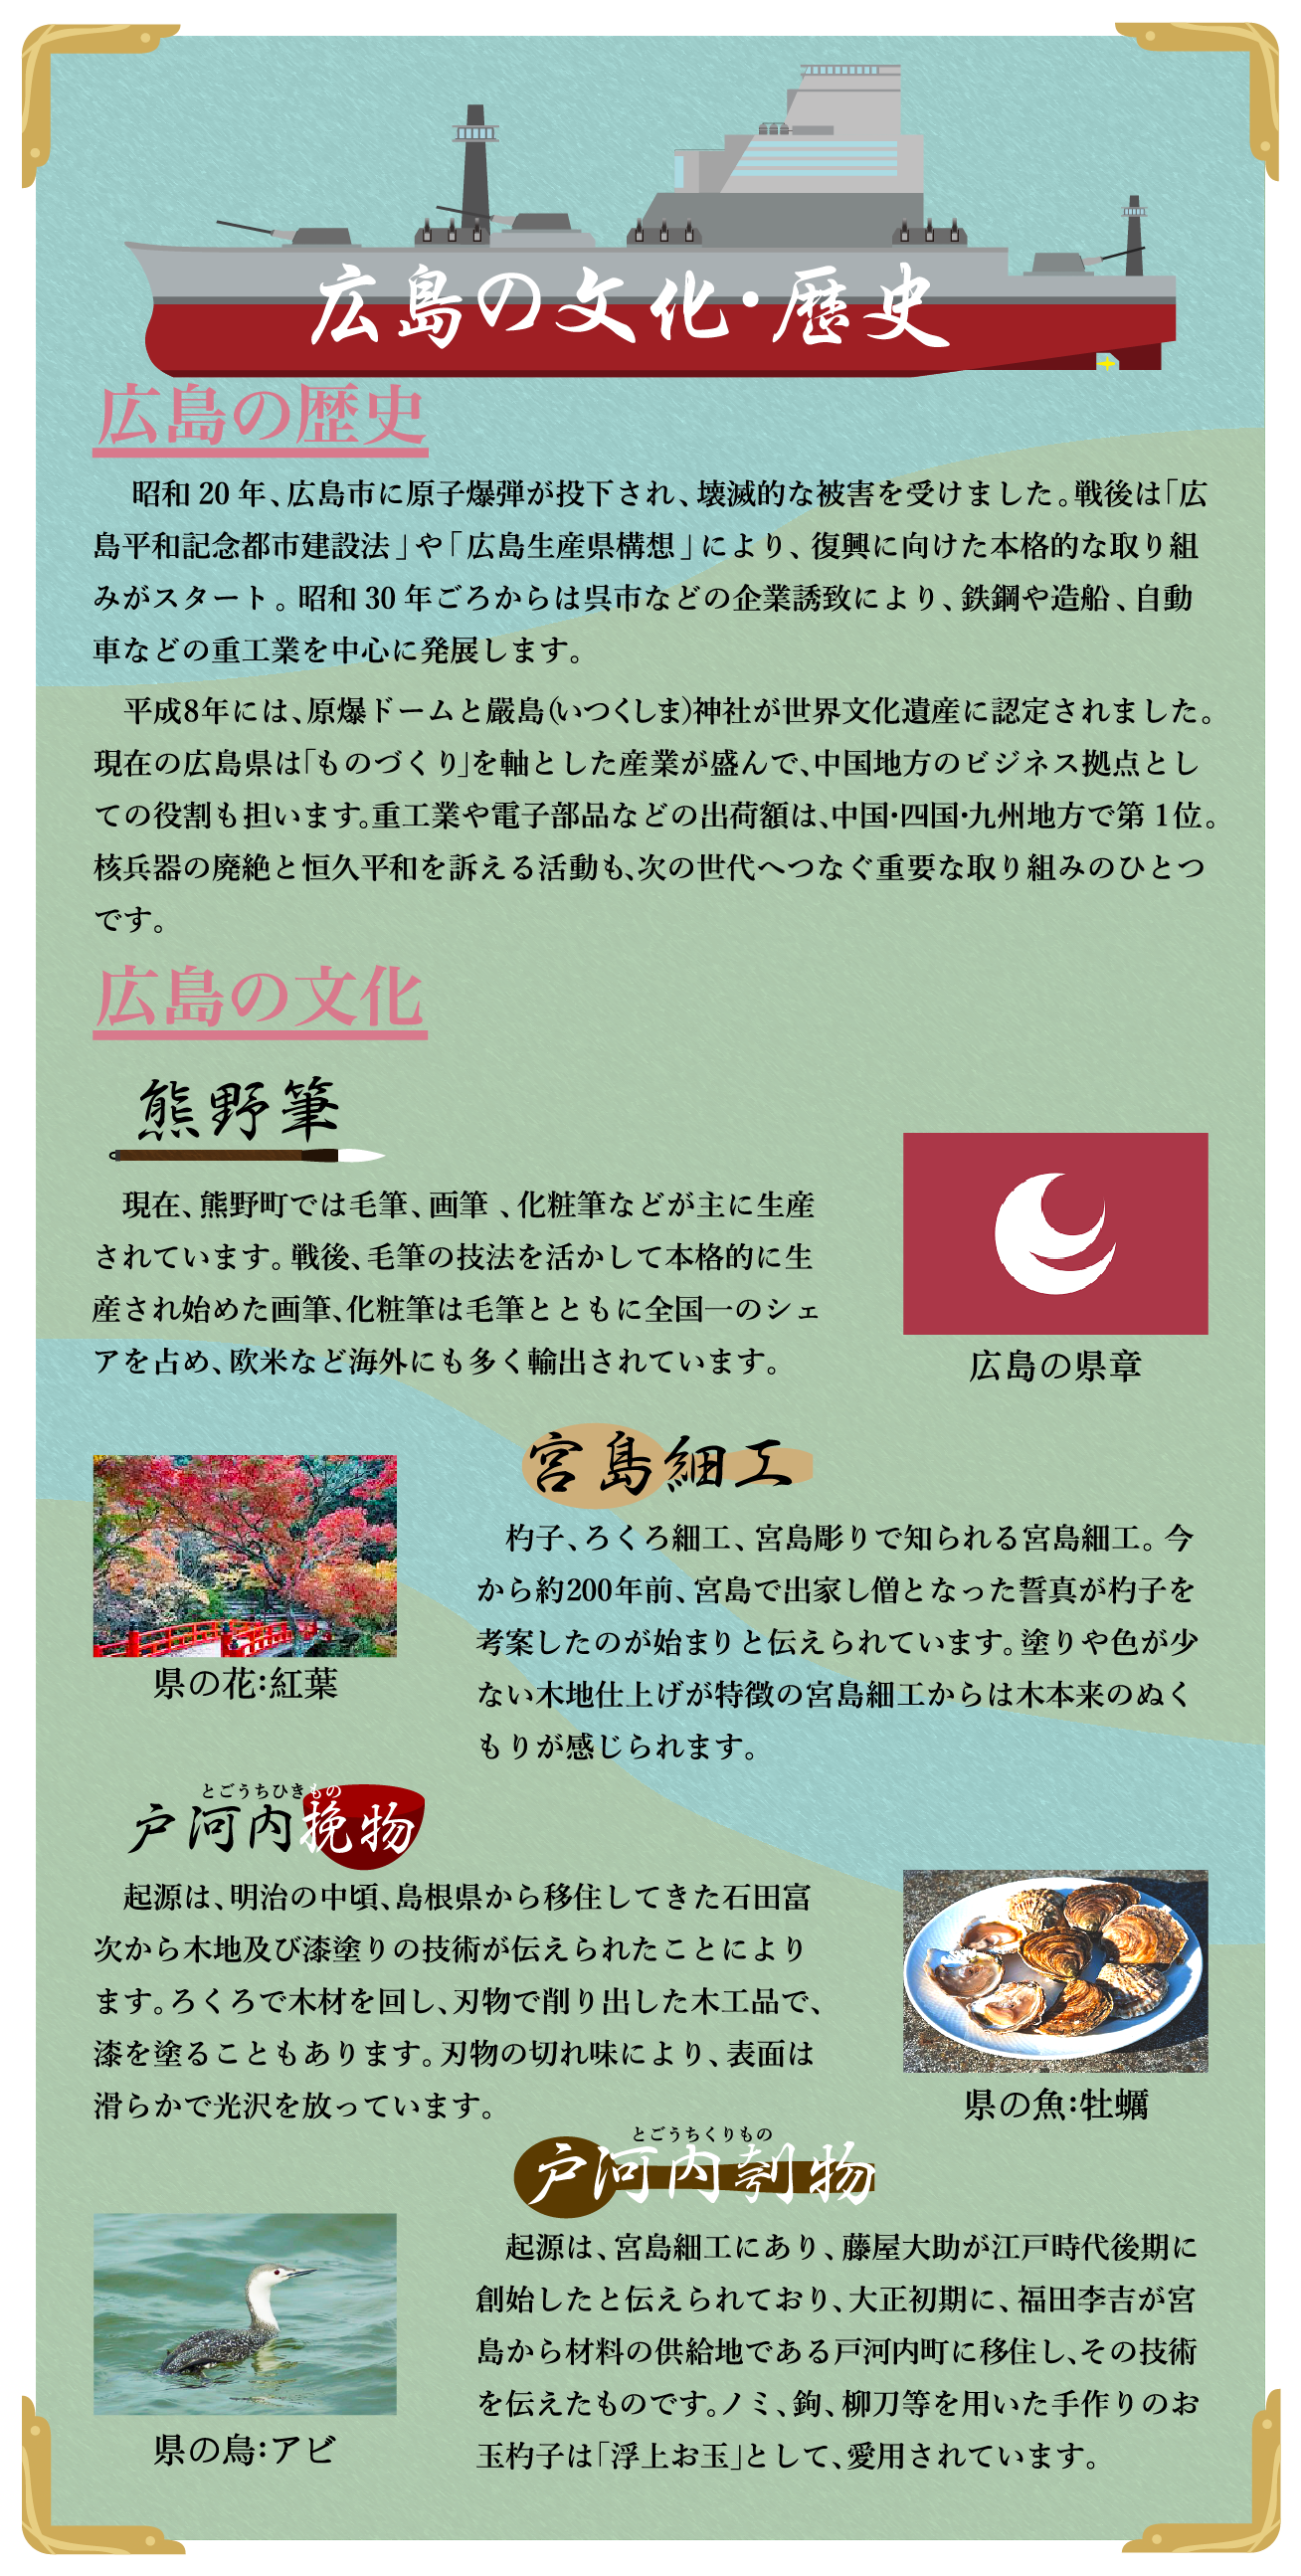 広島の文化・歴史
広島の歴史
昭和 20 年、広島市に原子爆弾が投下され、壊滅的な被害を受けました。戦後は「広
島平和記念都市建設法」や「広島生産県構想」により、復興に向けた本格的な取り組
みがスタート。昭和 30 年ごろからは呉市などの企業誘致により、鉄鋼や造船、自動
車などの重工業を中心に発展します。
平成8年には、原爆ドームと嚴島(いつくしま)神社が世界文化遺産に認定されました。
現在の広島県は「ものづくり」を軸とした産業が盛んで、中国地方のビジネス拠点とし
ての役割も担います。重工業や電子部品などの出荷額は、中国・四国・九州地方で第 1位。
核兵器の廃絶と恒久平和を訴える活動も、次の世代へつなぐ重要な取り組みのひとつ
です。
広島の文化
熊野筆
現在、熊野町では毛筆、画筆 、化粧筆などが主に生産
されています。戦後、毛筆の技法を活かして本格的に生
産され始めた画筆、化粧筆は毛筆とともに全国一のシェ
アを占め、欧米など海外にも多く輸出されています。
広島の県章
宮島細工
杓子、ろくろ細工、宮島彫りで知られる宮島細工。今
から約200年前、宮島で出家し僧となった誓真が杓子を
考案したのが始まりと伝えられています。塗りや色が少
ない木地仕上げが特徴の宮島細工からは木本来のぬく
もりが感じられます。
県の花:紅葉
とごうちひきもの
戸河内挽物
起源は、明治の中頃、島根県から移住してきた石田富
次から木地及び漆塗りの技術が伝えられたことにより
ます。ろくろで木材を回し、刃物で削り出した木工品で、
漆を塗ることもあります。刃物の切れ味により、表面は
滑らかで光沢を放っています。
県の魚:牡蠣
とごうちくりもの
戸河内刳物
起源は、宮島細工にあり、藤屋大助が江戸時代後期に
創始したと伝えられており、大正初期に、福田李吉が宮
島から材料の供給地である戸河内町に移住し、その技術
を伝えたものです。ノミ、鉤、柳刀等を用いた手作りのお
玉杓子は「浮上お玉」として、愛用されています。
県の鳥:アビ